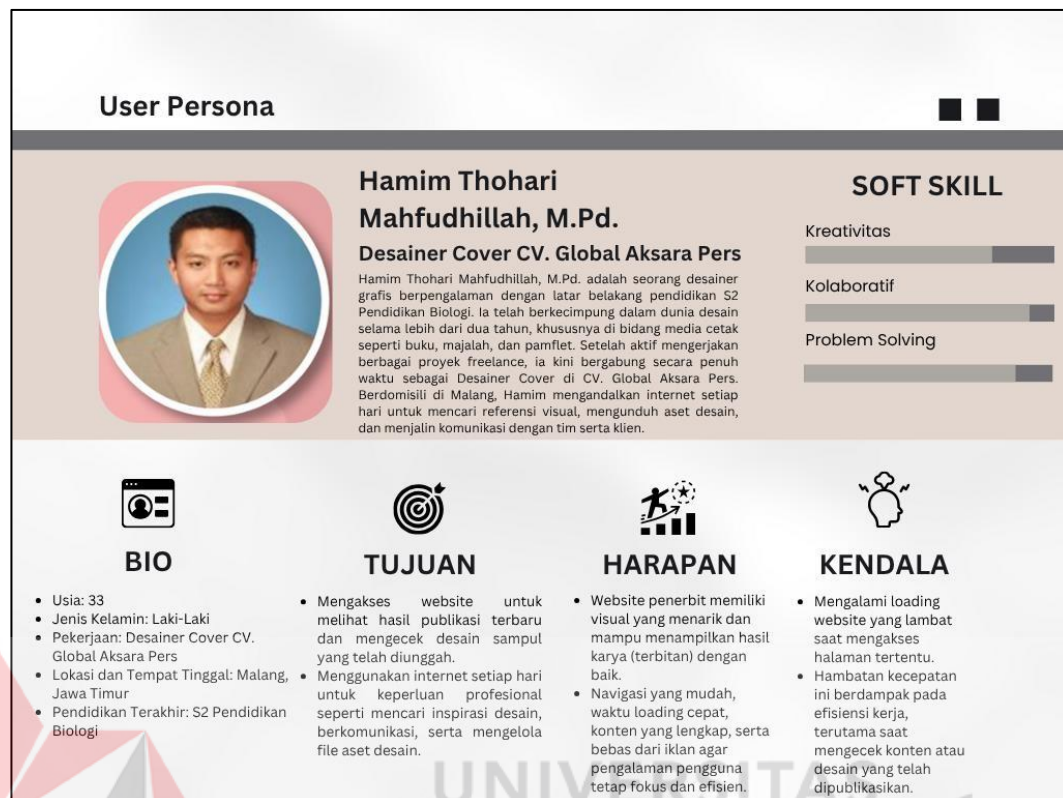 User Persona
Hamim Thohari
Mahfudhillah, M.Pd.
Desainer Cover CV. Global Aksara Pers
Hamim Thohari Mahfudhillah, M.Pd. adalah seorang desainer
grafis berpengalaman dengan latar belakang pendidikan S2
Pendidikan Biologi. Ia telah berkecimpung dalam dunia desain
selama lebih dari dua tahun, khususnya di bidang media cetak
seperti buku, majalah, dan pamflet. Setelah aktif mengerjakan
berbagai proyek freelance, ia kini bergabung secara penuh
waktu sebagai Desainer Cover di CV. Global Aksara Pers.
Berdomisili di Malang, Hamim mengandalkan internet setiap
hari untuk mencari referensi visual, mengunduh aset desain,
dan menjalin komunikasi dengan tim serta klien.
SOFT SKILL
Kreativitas
Kolaboratif
Problem Solving
BIO
• Usia: 33
• Jenis Kelamin: Laki-Laki
• Pekerjaan: Desainer Cover CV.
Global Aksara Pers
• Lokasi dan Tempat Tinggal: Malang,
Jawa Timur
• Pendidikan Terakhir: S2 Pendidikan
Biologi
TUJUAN
• Mengakses website untuk
melihat hasil publikasi terbaru
dan mengecek desain sampul
yang telah diunggah.
• Menggunakan internet setiap hari
untuk keperluan profesional
seperti mencari inspirasi desain,
berkomunikasi, serta mengelola
file aset desain.
HARAPAN
• Website penerbit memiliki
visual yang menarik dan
mampu menampilkan hasil
karya (terbitan) dengan
baik.
• Navigasi yang mudah,
waktu loading cepat,
konten yang lengkap, serta
bebas dari iklan agar
pengalaman pengguna
tetap fokus dan efisien.
KENDALA
• Mengalami loading
website yang lambat
saat mengakses
halaman tertentu.
• Hambatan kecepatan
ini berdampak pada
efisiensi kerja,
terutama saat
mengecek konten atau
desain yang telah
dipublikasikan.
UNIVERSITAS